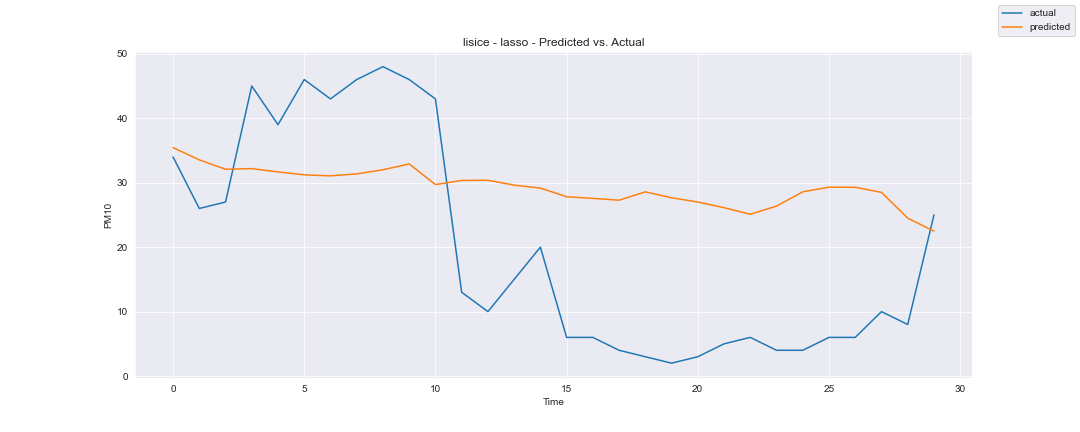 actual
predicted
lisice - lasso - Predicted vs. Actual
50
40
30
20
10
0
PM10
0 5 10 15 20 25 30
Time